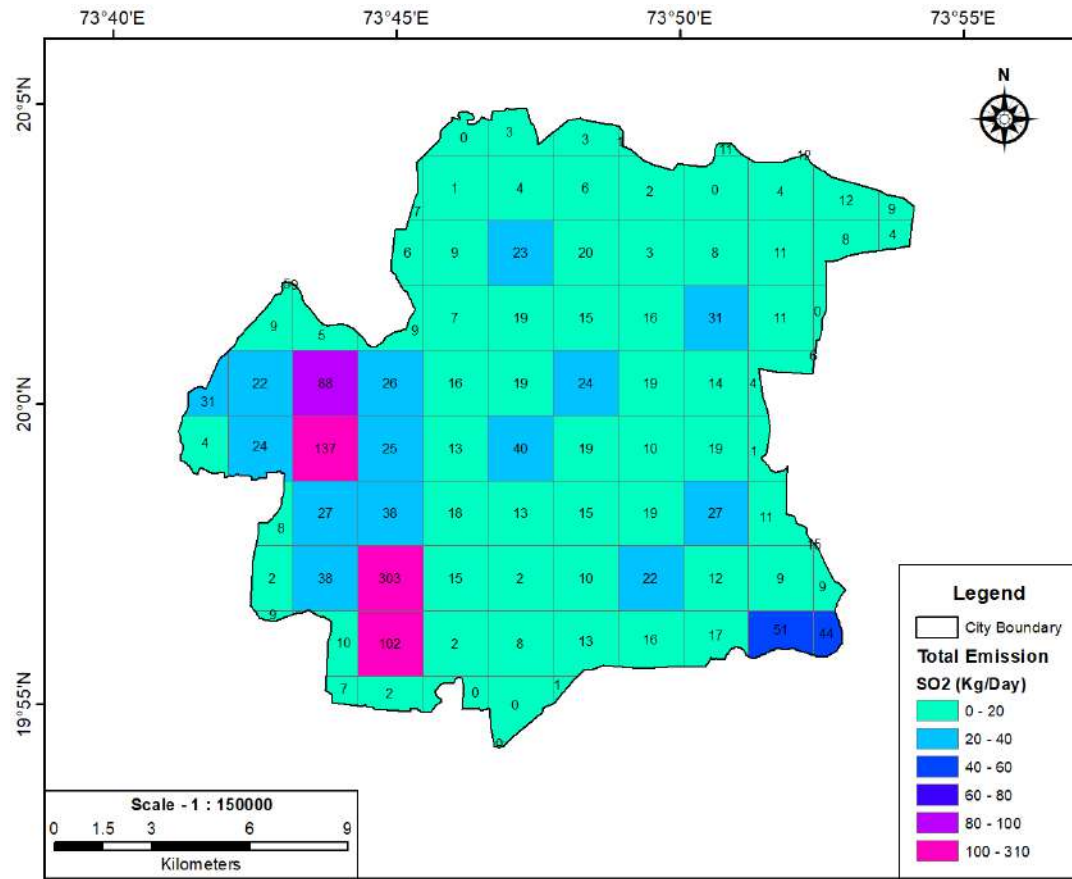 73°40'E 73°45'E 73°50'E 73°55'E
N
20°5'N
0 3 3 1 11 12
1 4 6 2 0 4 12 9
7
6 9 23 20 3 8 11 8 4
59
9 5 9 7 19 15 16 31 11 0
6
31 22 88 26 16 19 24 19 14 4
20°0'N
4 24 137 25 13 40 19 10 19 1
8 27 38 18 13 15 19 27 11
15
2 38 303 15 2 10 22 12 9 9
9
10 102 2 8 13 16 17 51 44
7 2 0 0 1
19°55'N
0
Legend
City Boundary
Total Emission
SO2 (Kg/Day)
0 - 20
20 - 40
40 - 60
60 - 80
80 - 100
100 - 310
Scale - 1 : 150000
0 1.5 3 6 9
Kilometers